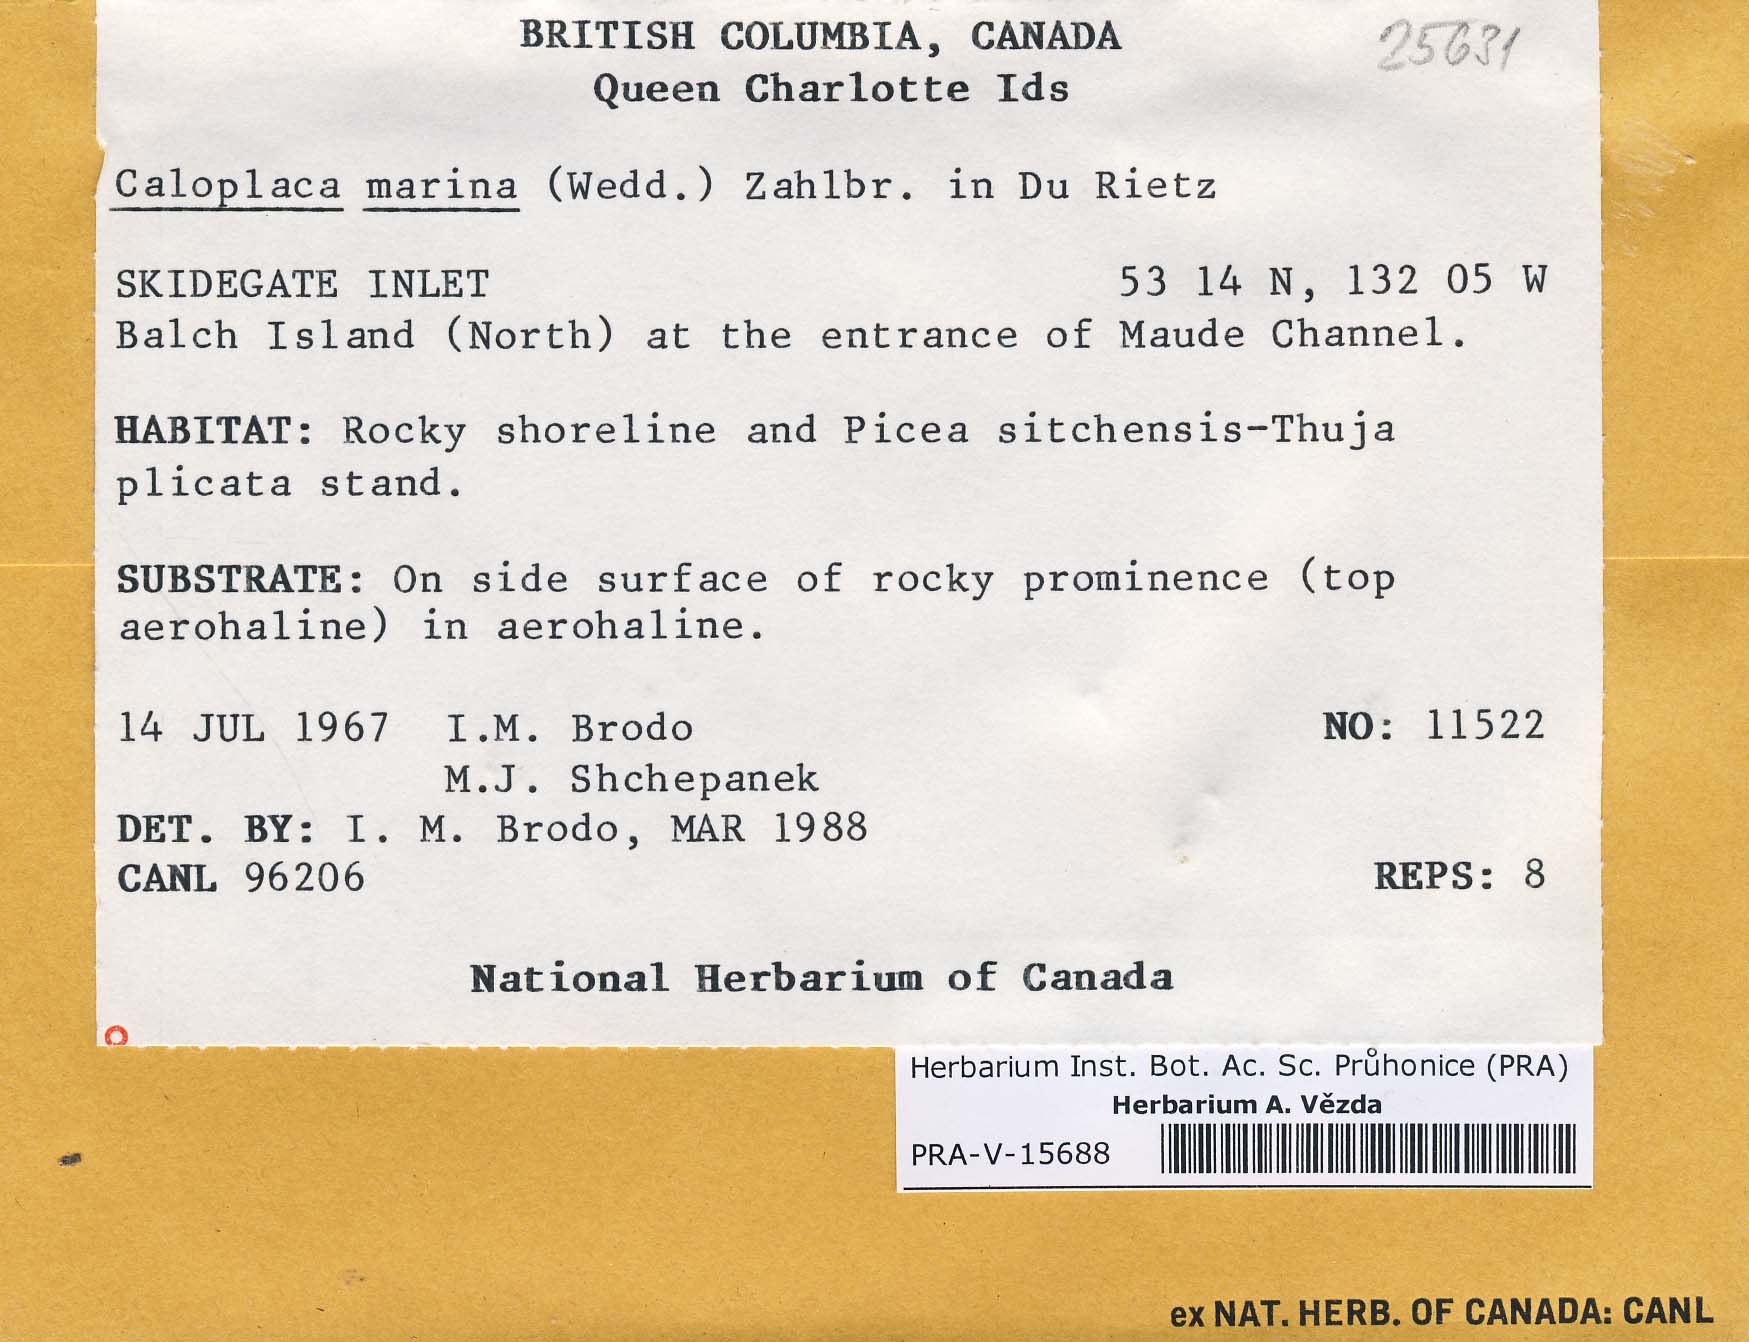 BRITISH COLUMBIA, CANADA
25631
Queen Charlotte Ids
Caloplaca marina (Wedd.) Zahlbr. in Du Rietz
SKIDEGATE INLET 53 14 N, 132 05 W
Balch Island (North) at the entrance of Maude Channel.
HABITAT: Rocky shoreline and Picea sitchensis-Thuja
plicata stand.
SUBSTRATE: On side surface of rocky prominence (top
aerohaline) in aerohaline.
14 JUL 1967 I.M. Brodo NO: 11522
M.J. Shchepanek
DET. BY: I. M. Brodo, MAR 1988
CANL 96206 REPS: 8
National Herbarium of Canada
Herbarium Inst. Bot. Ac. Sc. Průhonice (PRA)
Herbarium A. Vězda
PRA-V-15688
ex NAT. HERB. OF CANADA: CANL